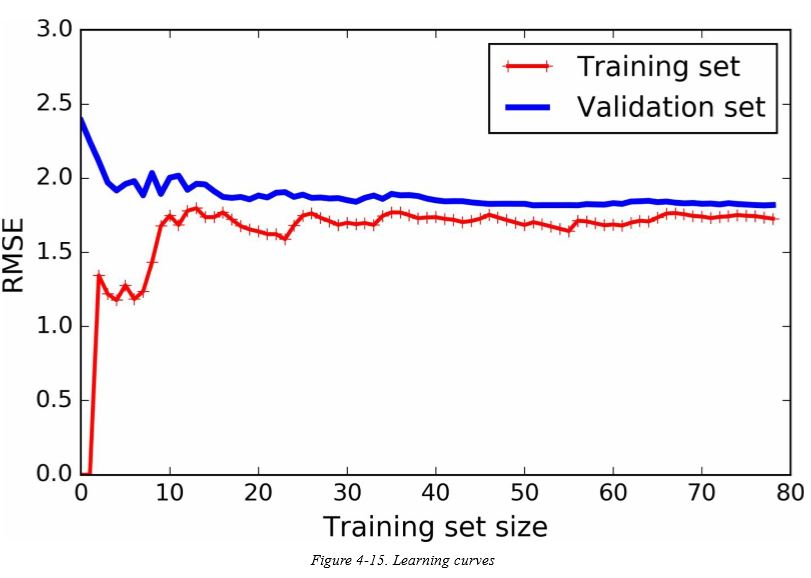 3.0
2.5
2.0
1.5
1.0
0.5
0.0
RMSE
Training set
Validation set
0 10 20 30 40 50 60 70 80
Training set size
Figure 4-15. Learning curves